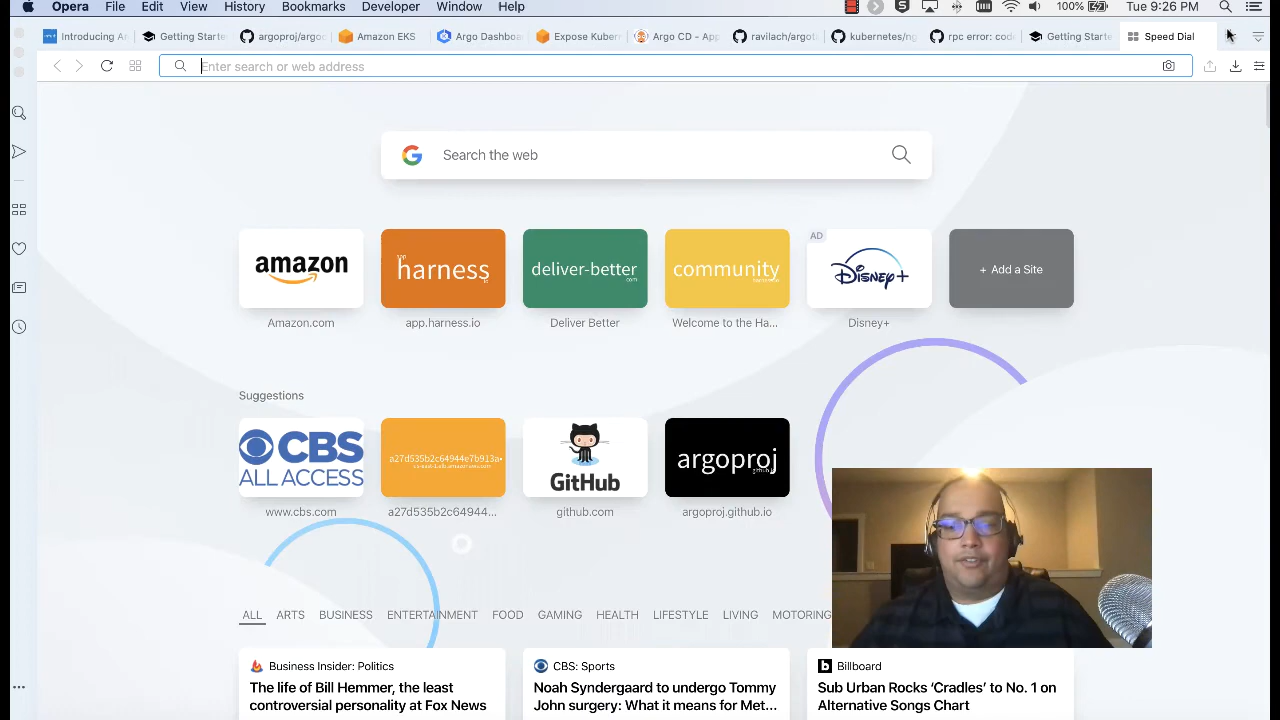 Opera File Edit View History Bookmarks Developer Window Help 100% Tue 9:26 PM
Introducing Ar Getting Starte argoproj/argo Amazon EKS Argo Dashboa Expose Kuber Argo CD - Ap ravilach/argo kubernetes/ng rpc error: cod Getting Starte Speed Dial
Enter search or web address
Search the web
amazon
harness
deliver-better
.com
community
AD
Disney+
+ Add a Site
Amazon.com
app.harness.io
Deliver Better
Welcome to the Ha...
Disney+
Suggestions
CBS
ALL ACCESS
a27d535b2c64944e7b913a
GitHub
argoproj
www.cbs.com
a27d535b2c64944...
github.com
argoproj.github.io
ALL ARTS BUSINESS ENTERTAINMENT FOOD GAMING HEALTH LIFESTYLE LIVING MOTORING
Business Insider: Politics
The life of Bill Hemmer, the least
controversial personality at Fox News
CBS: Sports
Noah Syndergaard to undergo Tommy
John surgery: What it means for Met...
Billboard
Sub Urban Rocks ‘Cradles’ to No. 1 on
Alternative Songs Chart